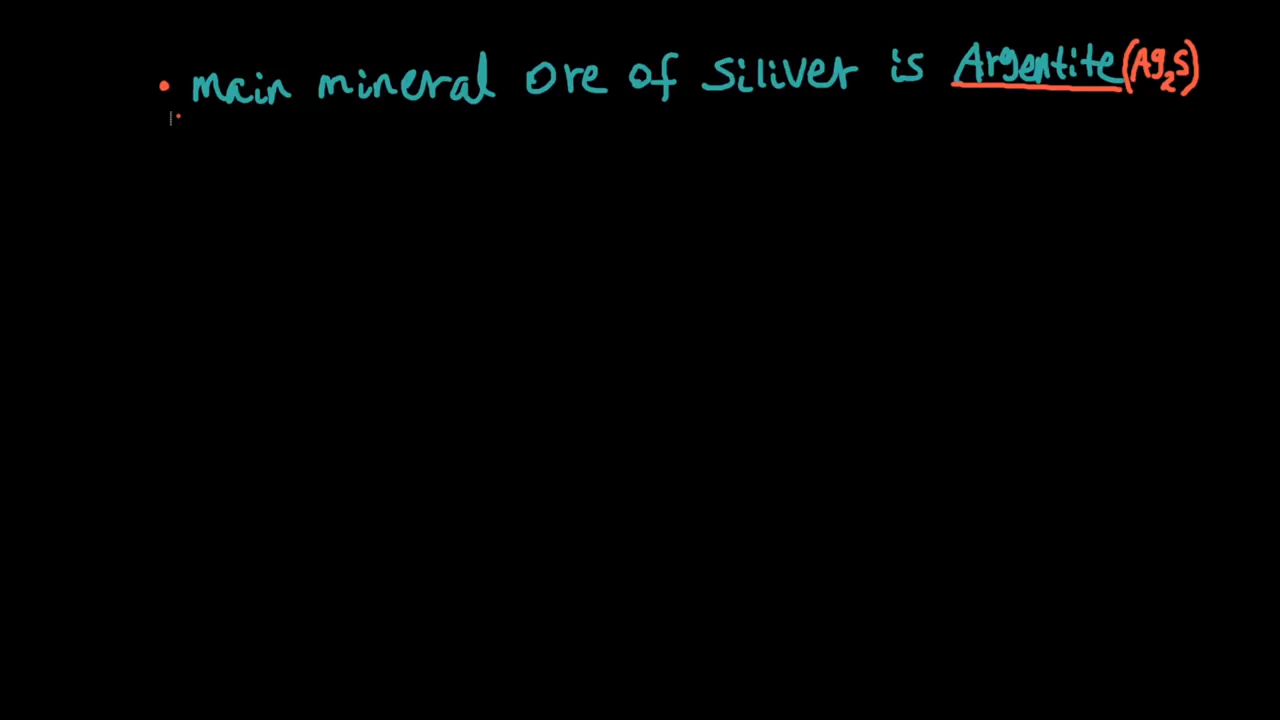 • main mineral ore of Siliver is Argentite (Ag₂S)